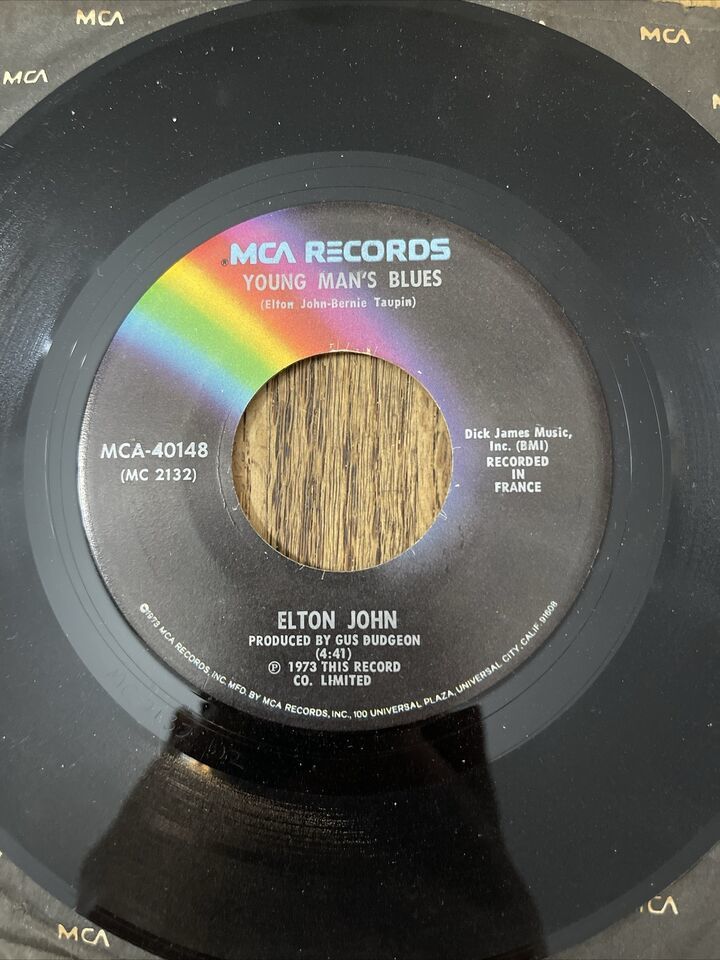 MCA
MCA
MCA
®MCA RECORDS
YOUNG MAN'S BLUES
(Elton John-Bernie Taupin)
MCA-40148
(MC 2132)
Dick James Music,
Inc. (BMI)
RECORDED
IN
FRANCE
ELTON JOHN
PRODUCED BY GUS DUDGEON
(4:41)
℗ 1973 THIS RECORD
CO. LIMITED
©1973 MCA RECORDS, INC. MFD. BY MCA RECORDS, INC., 100 UNIVERSAL PLAZA, UNIVERSAL CITY, CALIF. 91608
MCA
CA